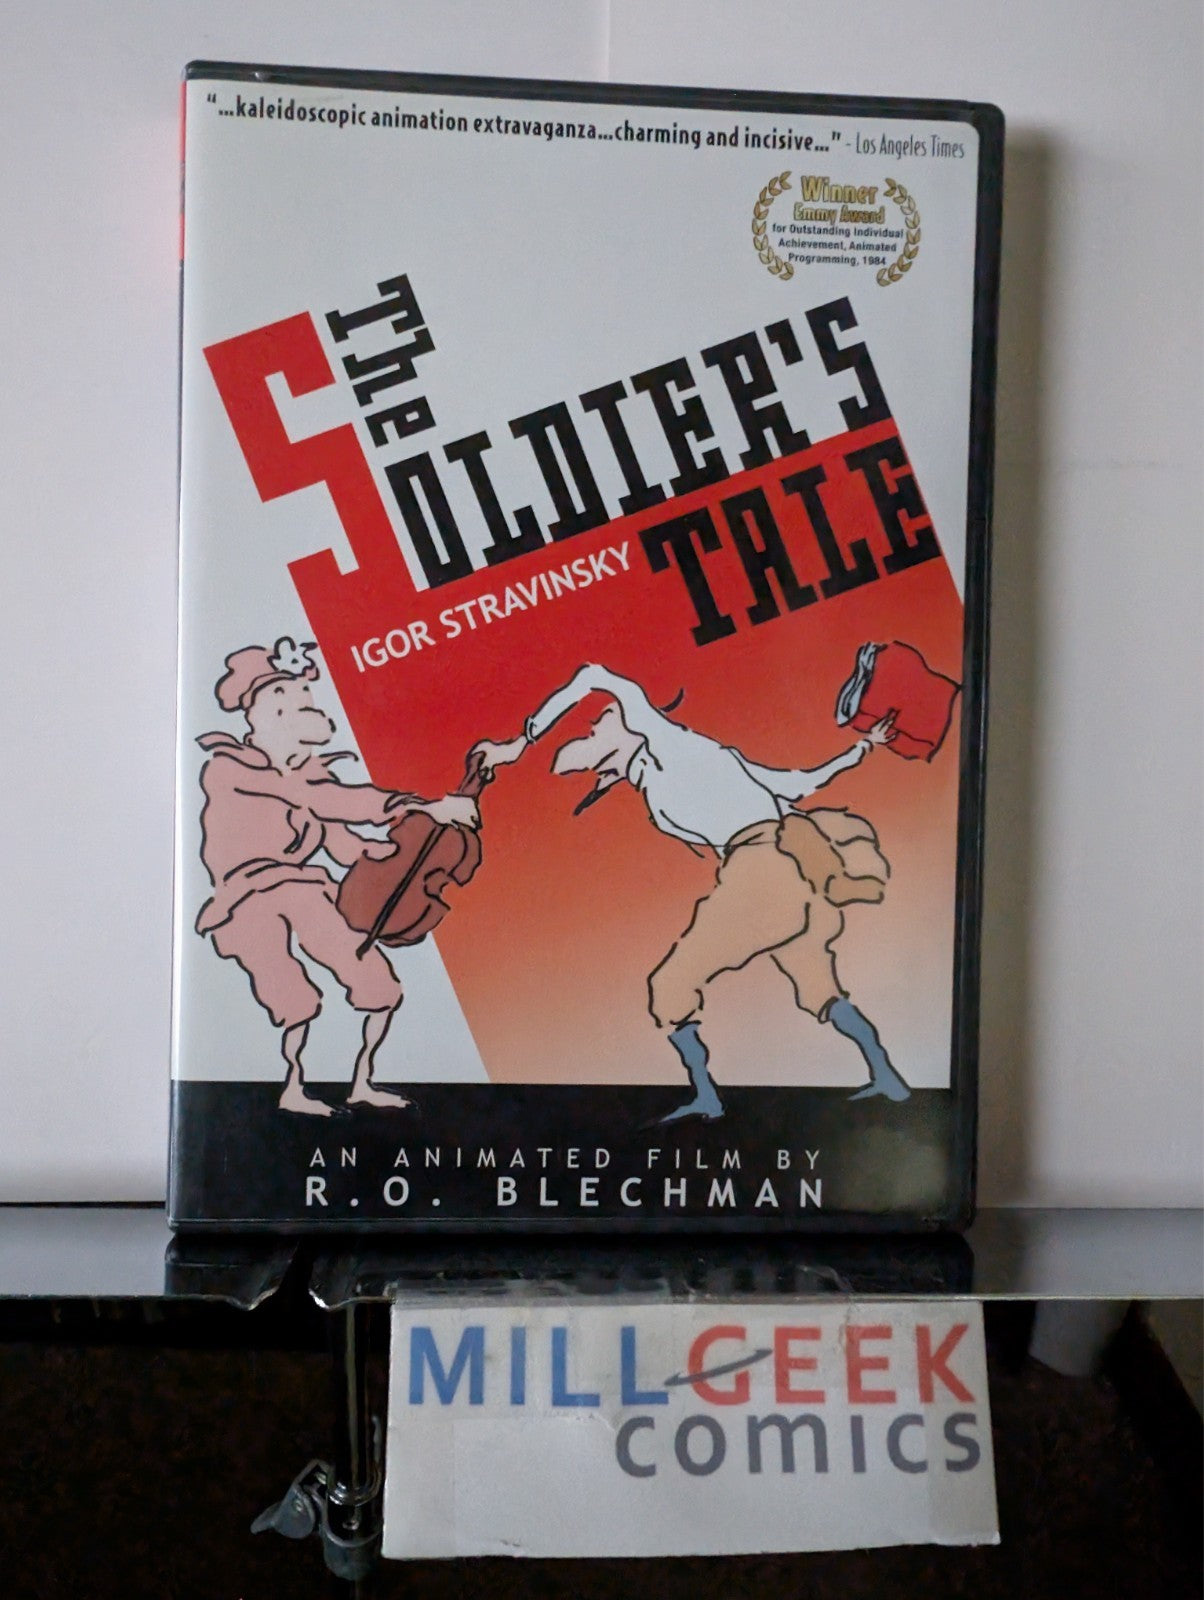 "...kaleidoscopic animation extravaganza...charming and incisive..." - Los Angeles Times
Winner
Emmy Award
for Outstanding Individual
Achievement, Animated
Programming, 1984
The
SOLDIER'S
TALE
IGOR STRAVINSKY
AN ANIMATED FILM BY
R.O. BLECHMAN
MILLGEEK
comics